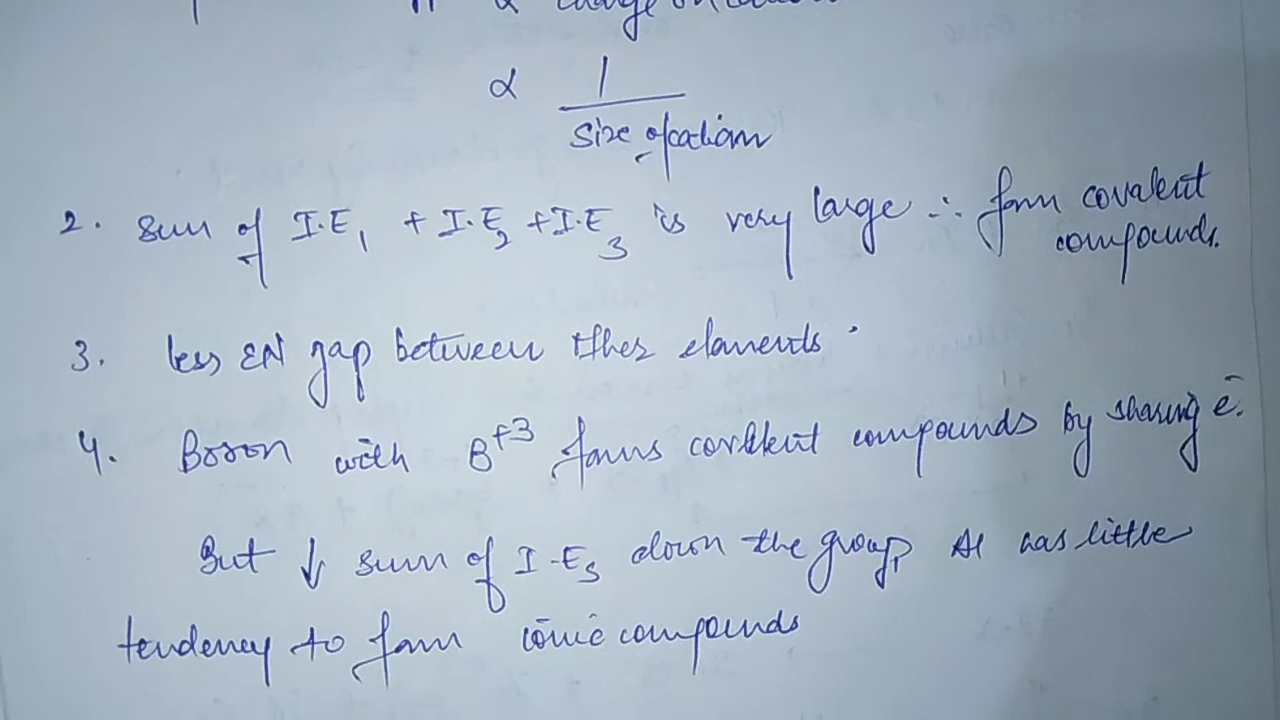 ∝
∝ 1
size of cation
2. Sum of I.E₁ + I.E₂ + I.E₃ is very large ∴ form covalent
compounds.
3. less EN gap between ther elements.
4. Boron with B⁺³ forms covalent compounds by sharing e⁻.
But ↓ sum of I.Es down the group, Al has little
tendency to form ionic compounds